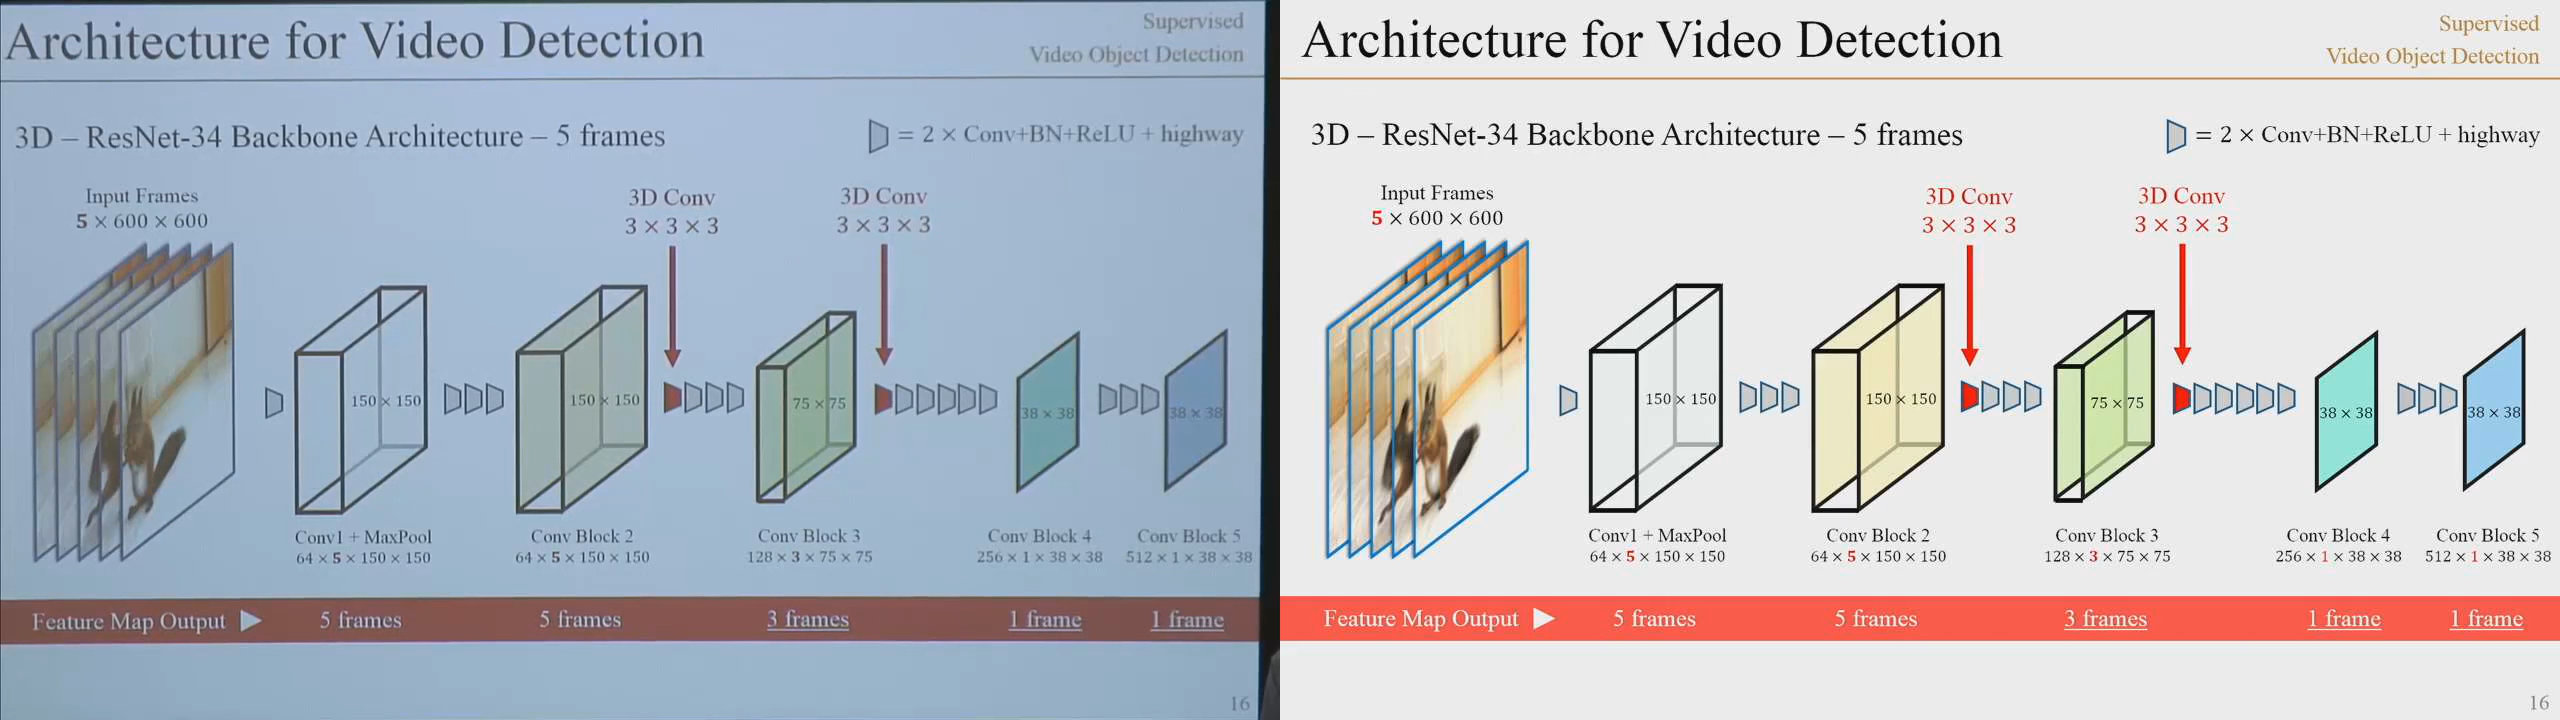 Architecture for Video Detection
Supervised
Video Object Detection
3D – ResNet-34 Backbone Architecture – 5 frames
= 2 × Conv+BN+ReLU + highway
Input Frames
5 × 600 × 600
3D Conv
3 × 3 × 3
3D Conv
3 × 3 × 3
150 × 150
150 × 150
75 × 75
38 × 38
38 × 38
Conv1 + MaxPool
64 × 5 × 150 × 150
Conv Block 2
64 × 5 × 150 × 150
Conv Block 3
128 × 3 × 75 × 75
Conv Block 4
256 × 1 × 38 × 38
Conv Block 5
512 × 1 × 38 × 38
Feature Map Output ▶ 5 frames 5 frames 3 frames 1 frame 1 frame
16
Architecture for Video Detection
Supervised
Video Object Detection
3D – ResNet-34 Backbone Architecture – 5 frames
= 2 × Conv+BN+ReLU + highway
Input Frames
5 × 600 × 600
3D Conv
3 × 3 × 3
3D Conv
3 × 3 × 3
150 × 150
150 × 150
75 × 75
38 × 38
38 × 38
Conv1 + MaxPool
64 × 5 × 150 × 150
Conv Block 2
64 × 5 × 150 × 150
Conv Block 3
128 × 3 × 75 × 75
Conv Block 4
256 × 1 × 38 × 38
Conv Block 5
512 × 1 × 38 × 38
Feature Map Output ▶ 5 frames 5 frames 3 frames 1 frame 1 frame
16